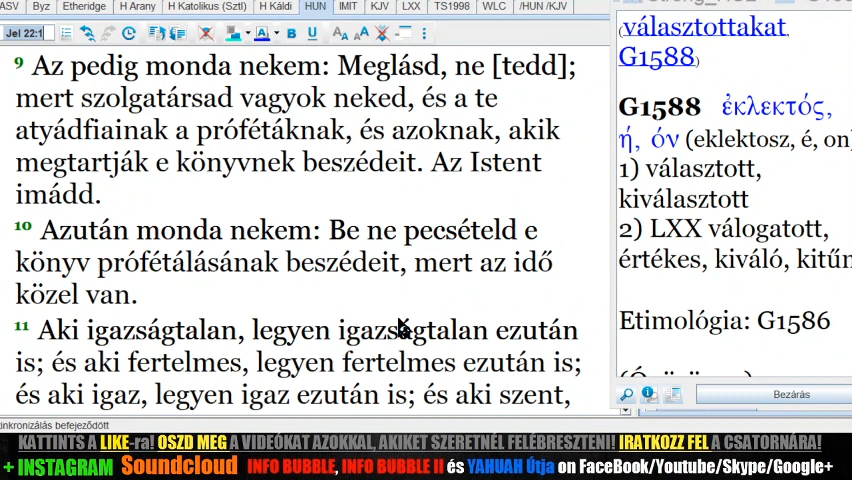 ASV Byz Etheridge H Arany H Katolikus (Sztl) H Káldi HUN IMIT KJV LXX TS1998 WLC /HUN /KJV
Jel 22:1
9 Az pedig monda nekem: Meglásd, ne [tedd];
mert szolgatársad vagyok neked, és a te
atyádfiainak a prófétáknak, és azoknak, akik
megtartják e könyvnek beszédeit. Az Istent
imádd.
10 Azután monda nekem: Be ne pecsételd e
könyv prófétálásának beszédeit, mert az idő
közel van.
11 Aki igazságtalan, legyen igazságtalan ezután
is; és aki fertelmes, legyen fertelmes ezután is;
és aki igaz, legyen igaz ezután is; és aki szent,
(választottakat
G1588)
G1588 ἐκλεκτός,
ή, όν (eklektosz, é, on)
1) választott,
kiválasztott
2) LXX válogatott,
értékes, kiváló, kitűn
Etimológia: G1586
Bezárás
inkronizálás befejeződött
KATTINTS A LIKE-ra! OSZD MEG A VIDEÓKAT AZOKKAL, AKIKET SZERETNÉL FELÉBRESZTENI! IRATKOZZ FEL A CSATORNÁRA!
+ INSTAGRAM Soundcloud INFO BUBBLE, INFO BUBBLE II és YAHUAH Útja on FaceBook/Youtube/Skype/Google+